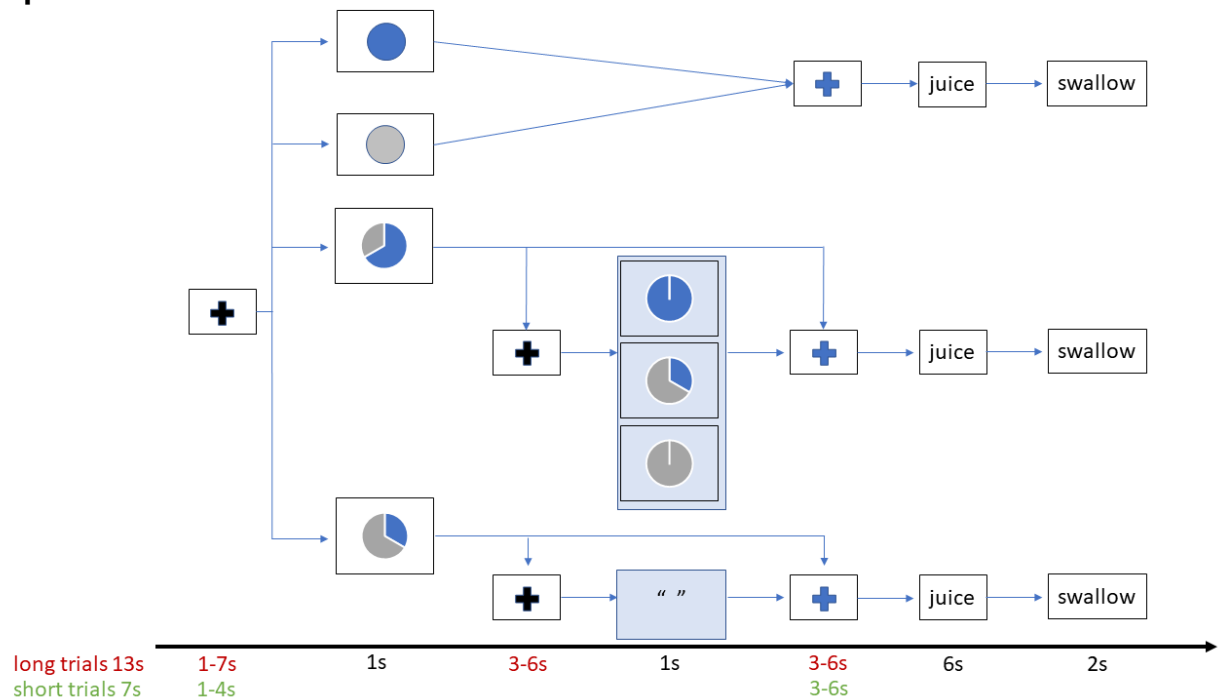 juice
swallow
juice
swallow
“ ”
juice
swallow
long trials 13s
1-7s
1s
3-6s
1s
3-6s
6s
2s
short trials 7s
1-4s
3-6s